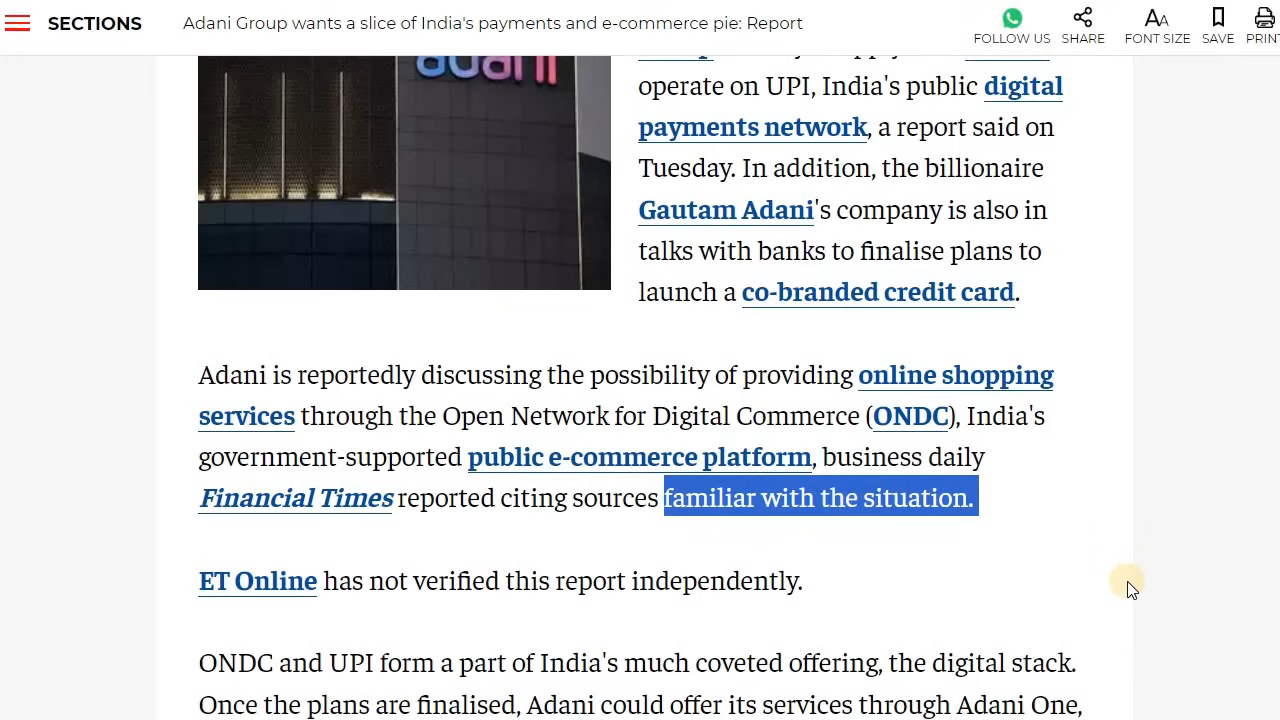 SECTIONS
Adani Group wants a slice of India's payments and e-commerce pie: Report
FOLLOW US
SHARE
AA
FONT SIZE
SAVE
PRINT
adani
operate on UPI, India's public digital
payments network, a report said on
Tuesday. In addition, the billionaire
Gautam Adani's company is also in
talks with banks to finalise plans to
launch a co-branded credit card.
Adani is reportedly discussing the possibility of providing online shopping
services through the Open Network for Digital Commerce (ONDC), India's
government-supported public e-commerce platform, business daily
Financial Times reported citing sources familiar with the situation.
ET Online has not verified this report independently.
ONDC and UPI form a part of India's much coveted offering, the digital stack.
Once the plans are finalised, Adani could offer its services through Adani One,